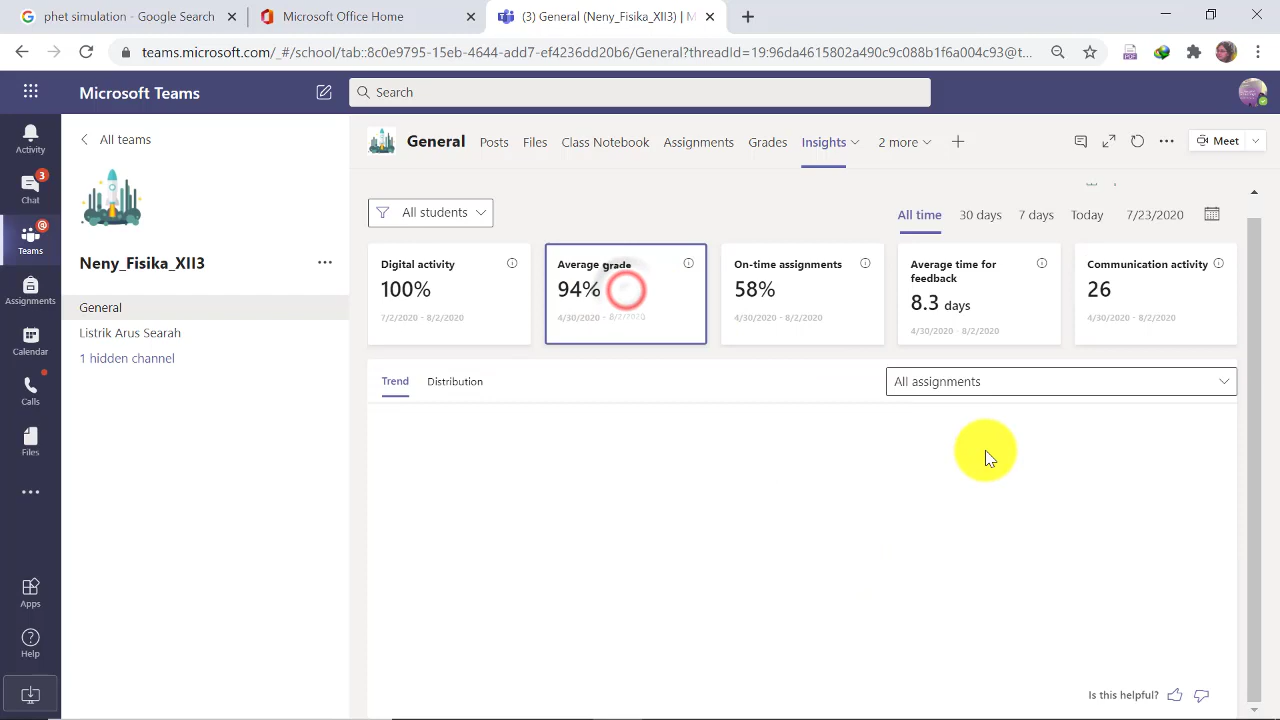 phet simulation - Google Search
Microsoft Office Home
(3) General (Neny_Fisika_XII3) | M
teams.microsoft.com/_#/school/tab::8c0e9795-15eb-4844-add7-ef4236dd20b6/General?threadId=19:96da4615802a490c9c088b1f6a004c93@t...
Microsoft Teams
Search
Activity
Chat
3
Teams
@
Assignments
Calendar
Calls
Files
Apps
Help
All teams
Neny_Fisika_XII3
General
Listrik Arus Searah
1 hidden channel
General Posts Files Class Notebook Assignments Grades Insights 2 more
Meet
All students
All time 30 days 7 days Today 7/23/2020
Digital activity
100%
7/2/2020 - 8/2/2020
Average grade
94%
4/30/2020 - 8/2/2020
On-time assignments
58%
4/30/2020 - 8/2/2020
Average time for
feedback
8.3 days
4/30/2020 - 8/2/2020
Communication activity
26
4/30/2020 - 8/2/2020
Trend Distribution
All assignments
Is this helpful?